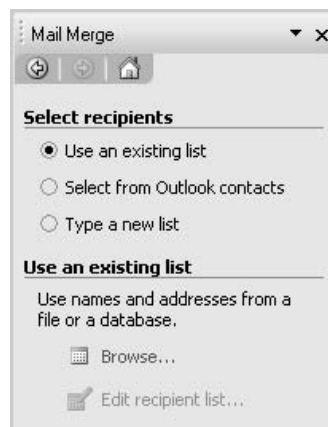 Mail Merge
Select recipients
Use an existing list
Select from Outlook contacts
Type a new list
Use an existing list
Use names and addresses from a
file or a database.
Browse...
Edit recipient list...